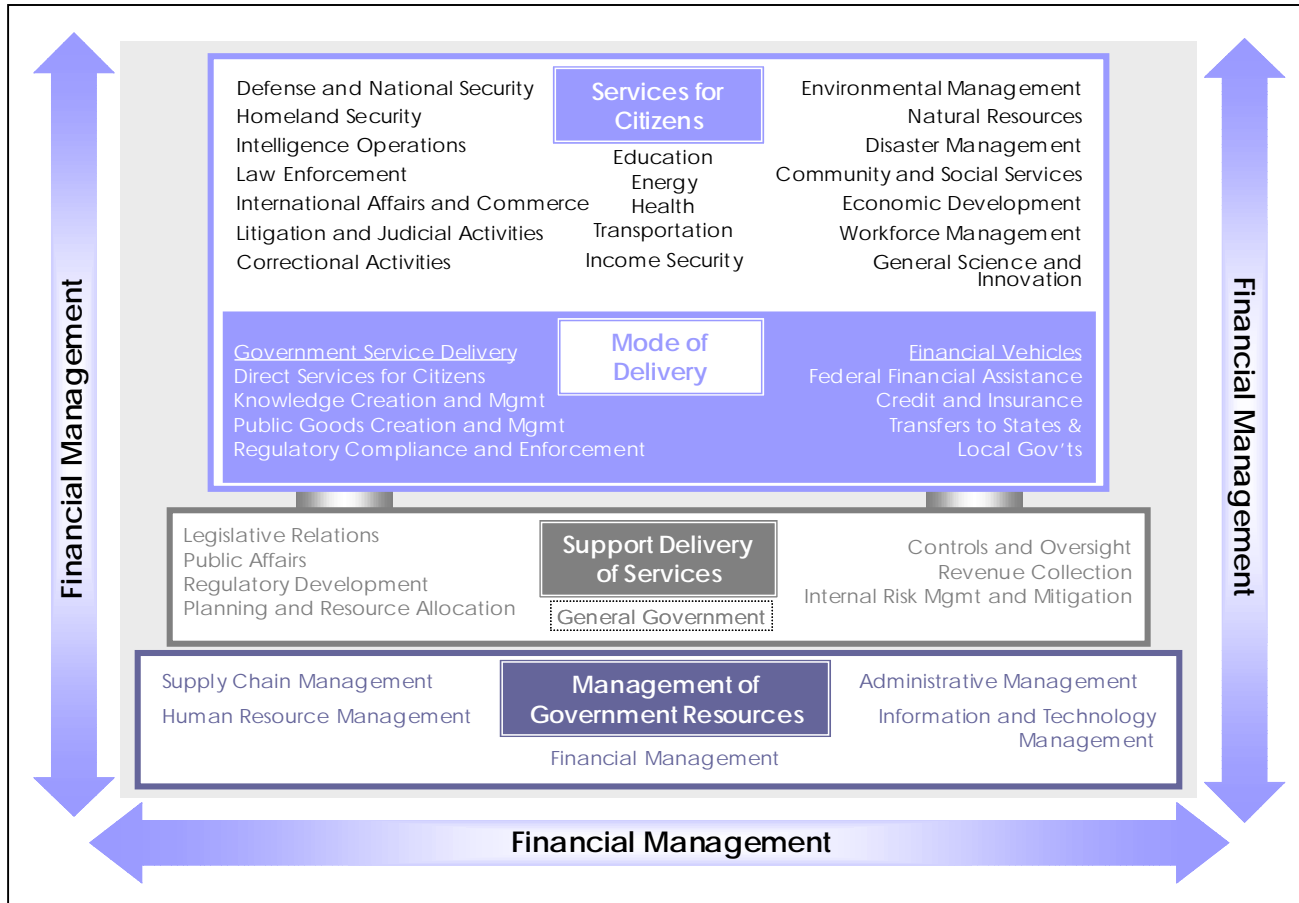 Financial Management
Services for
Citizens
Defense and National Security
Homeland Security
Intelligence Operations
Law Enforcement
International Affairs and Commerce
Litigation and Judicial Activities
Correctional Activities
Education
Energy
Health
Transportation
Income Security
Environmental Management
Natural Resources
Disaster Management
Community and Social Services
Economic Development
Workforce Management
General Science and
Innovation
Mode of
Delivery
Government Service Delivery
Direct Services for Citizens
Knowledge Creation and Mgmt
Public Goods Creation and Mgmt
Regulatory Compliance and Enforcement
Financial Vehicles
Federal Financial Assistance
Credit and Insurance
Transfers to States &
Local Gov'ts
Support Delivery
of Services
Legislative Relations
Public Affairs
Regulatory Development
Planning and Resource Allocation
General Government
Controls and Oversight
Revenue Collection
Internal Risk Mgmt and Mitigation
Management of
Government Resources
Supply Chain Management
Human Resource Management
Financial Management
Administrative Management
Information and Technology
Management
Financial Management
Financial Management